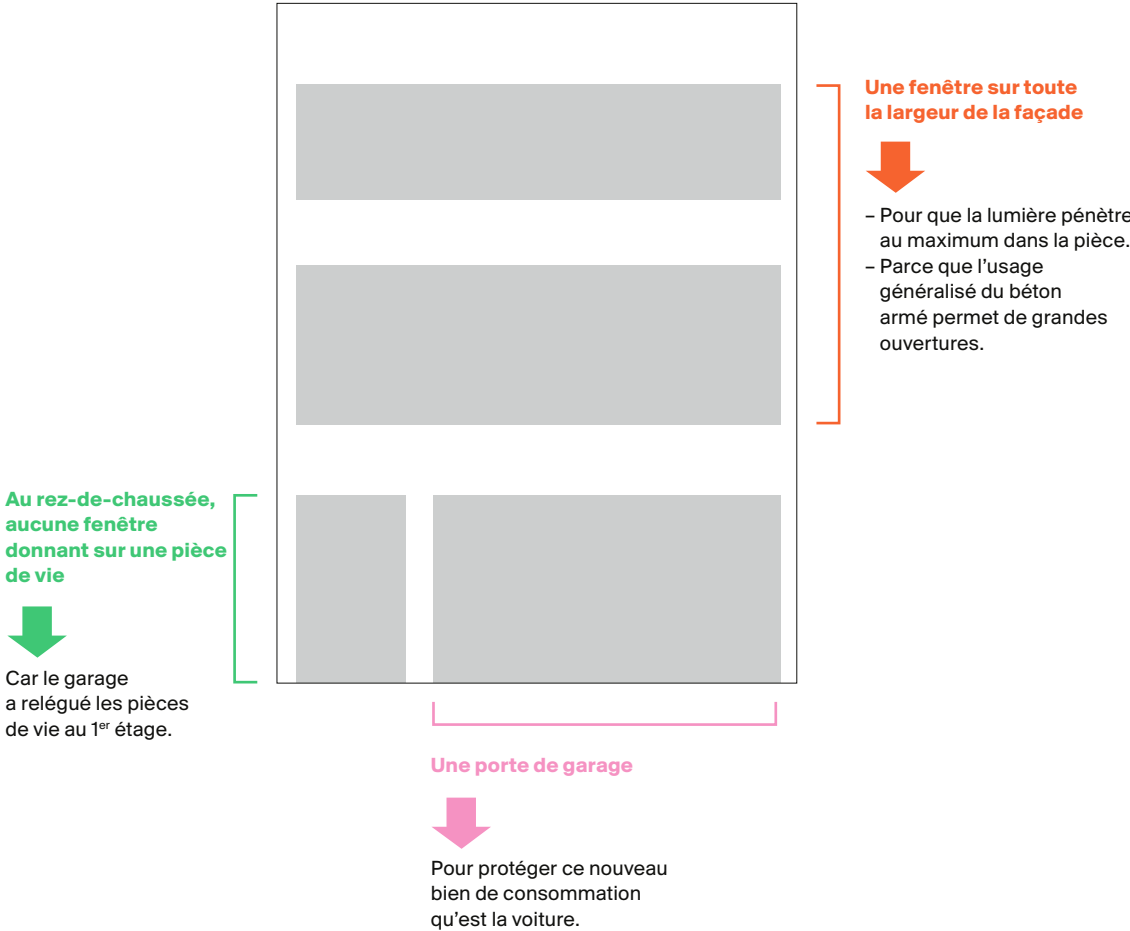 Une fenêtre sur toute
la largeur de la façade
– Pour que la lumière pénètre
au maximum dans la pièce.
– Parce que l'usage
généralisé du béton
armé permet de grandes
ouvertures.
Au rez-de-chaussée,
aucune fenêtre
donnant sur une pièce
de vie
Car le garage
a relégué les pièces
de vie au 1er étage.
Une porte de garage
Pour protéger ce nouveau
bien de consommation
qu'est la voiture.